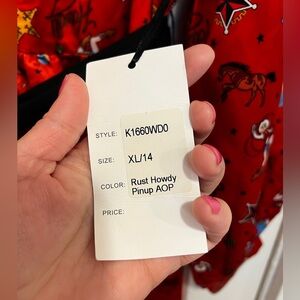 STYLE: K1660WD0
SIZE: XL/14
COLOR: Rust Howdy
Pinup AOP
PRICE: